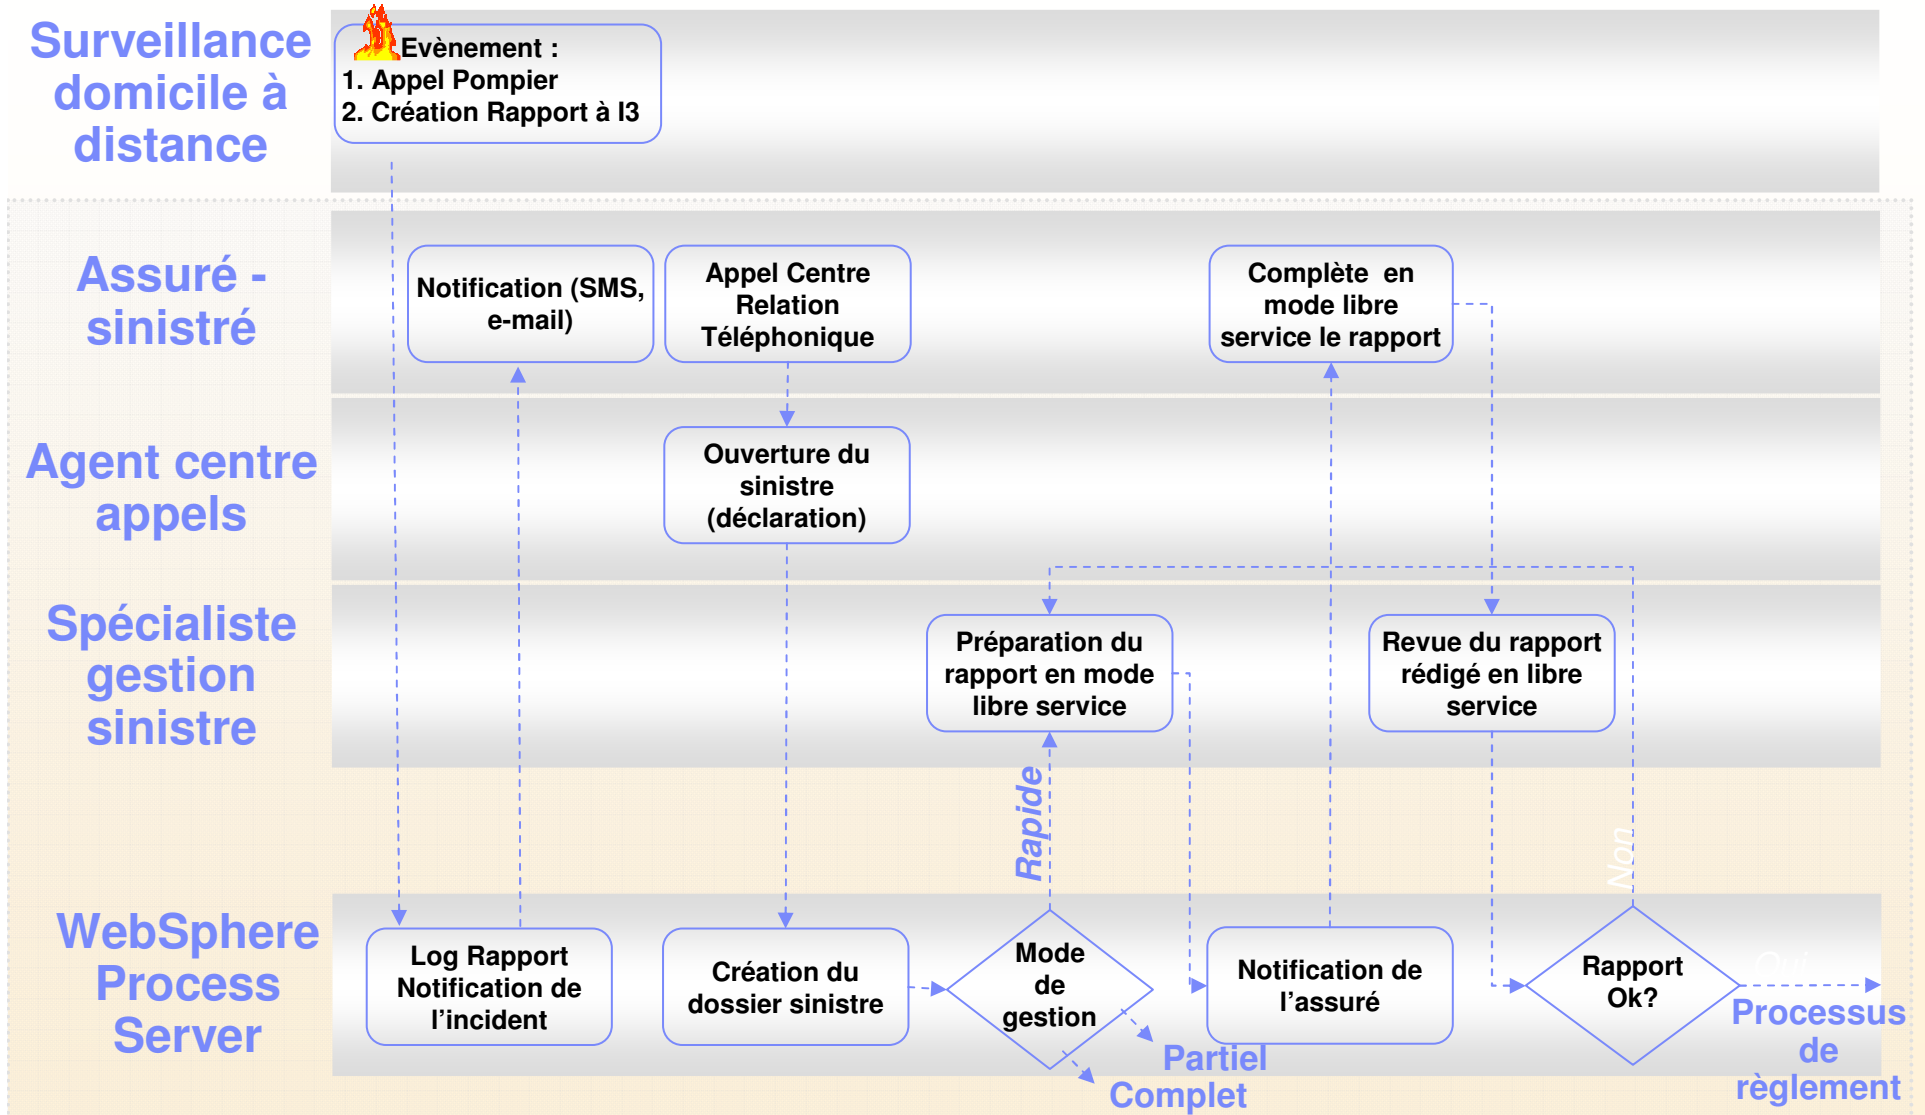 Surveillance
domicile à
distance
Evènement :
1. Appel Pompier
2. Création Rapport à I3
Assuré -
sinistré
Notification (SMS,
e-mail)
Appel Centre
Relation
Téléphonique
Complète en
mode libre
service le rapport
Agent centre
appels
Ouverture du
sinistre
(déclaration)
Spécialiste
gestion
sinistre
Préparation du
rapport en mode
libre service
Revue du rapport
rédigé en libre
service
Rapide
Non
WebSphere
Process
Server
Log Rapport
Notification de
l’incident
Création du
dossier sinistre
Mode
de
gestion
Partiel
Complet
Notification de
l’assuré
Rapport
Ok?
Oui
Processus
de
règlement